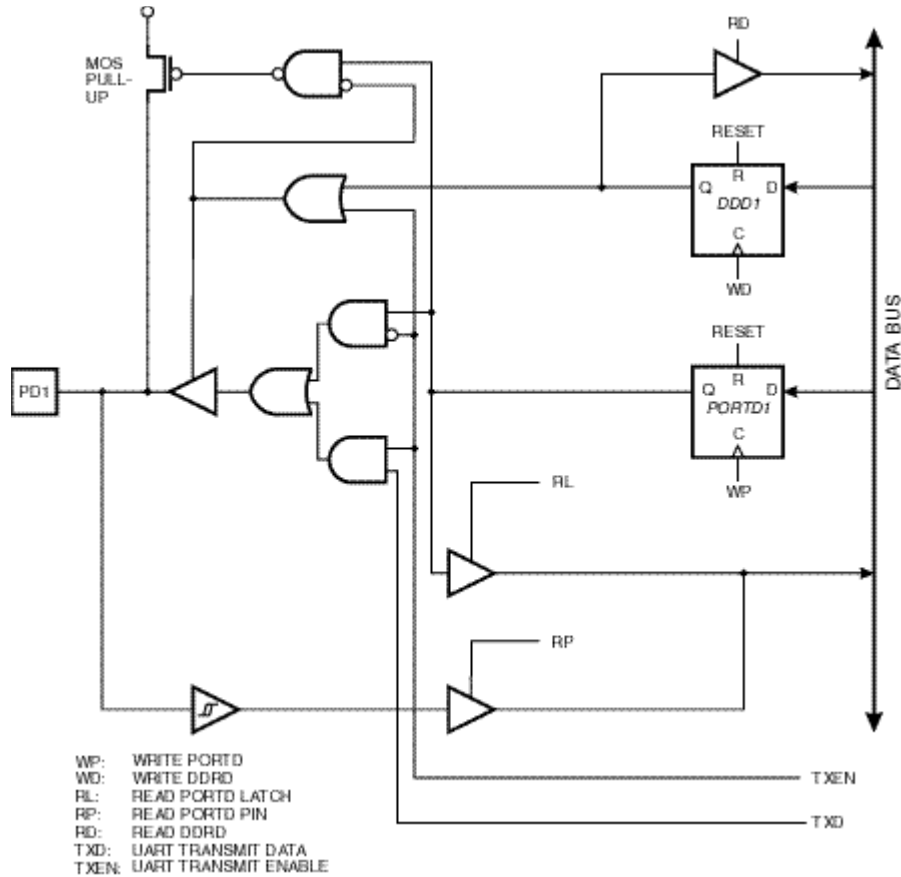 RD
MOS
PULL-
UP
RESET
R
Q
D
DDD1
C
WD
DATA BUS
RESET
R
Q
D
PORTD1
C
WP
PD1
RL
RP
WP: WRITE PORTD
WD: WRITE DDRD
RL: READ PORTD LATCH
RP: READ PORTD PIN
RD: READ DDRD
TXD: UART TRANSMIT DATA
TXEN: UART TRANSMIT ENABLE
TXEN
TXD